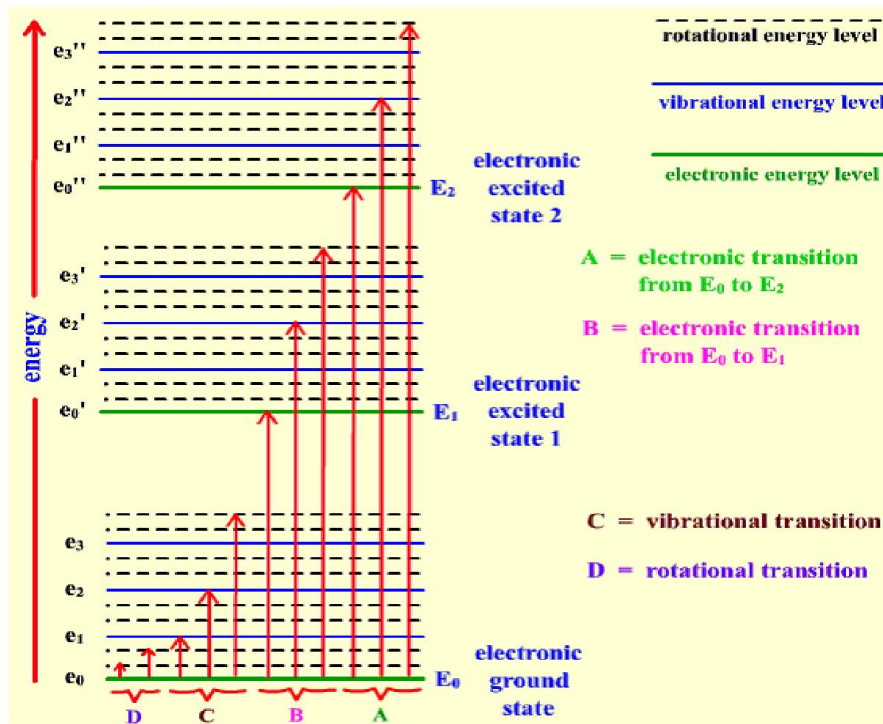 e₃''
e₂''
e₁''
e₀''
E₂
electronic
excited
state 2
e₃'
e₂'
e₁'
e₀'
E₁
electronic
excited
state 1
e₃
e₂
e₁
e₀
E₀
electronic
ground
state
energy
D
C
B
A
rotational energy level
vibrational energy level
electronic energy level
A = electronic transition
from E₀ to E₂
B = electronic transition
from E₀ to E₁
C = vibrational transition
D = rotational transition